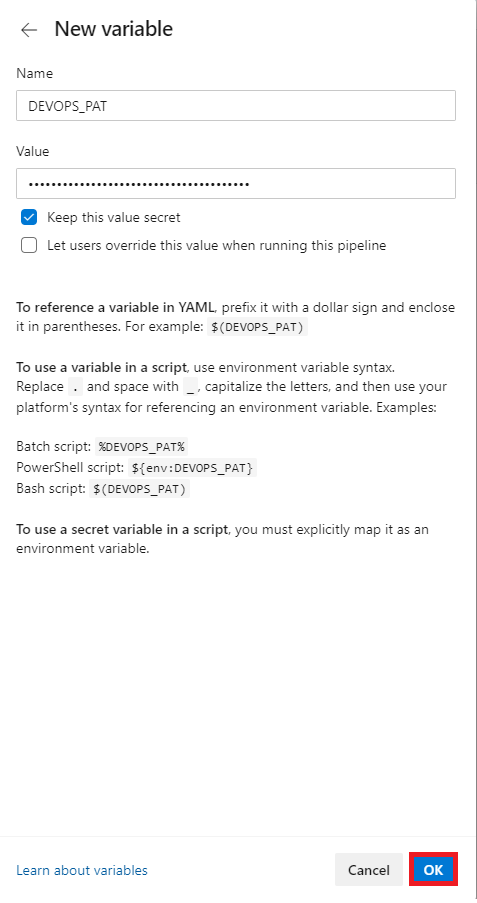 ← New variable
Name
DEVOPS_PAT
Value
••••••••••••••••••••••••••••••••••••••••
Keep this value secret
Let users override this value when running this pipeline
To reference a variable in YAML, prefix it with a dollar sign and enclose
it in parentheses. For example: $(DEVOPS_PAT)
To use a variable in a script, use environment variable syntax.
Replace . and space with _, capitalize the letters, and then use your
platform's syntax for referencing an environment variable. Examples:
Batch script: %DEVOPS_PAT%
PowerShell script: ${env:DEVOPS_PAT}
Bash script: $(DEVOPS_PAT)
To use a secret variable in a script, you must explicitly map it as an
environment variable.
Learn about variables
Cancel
OK